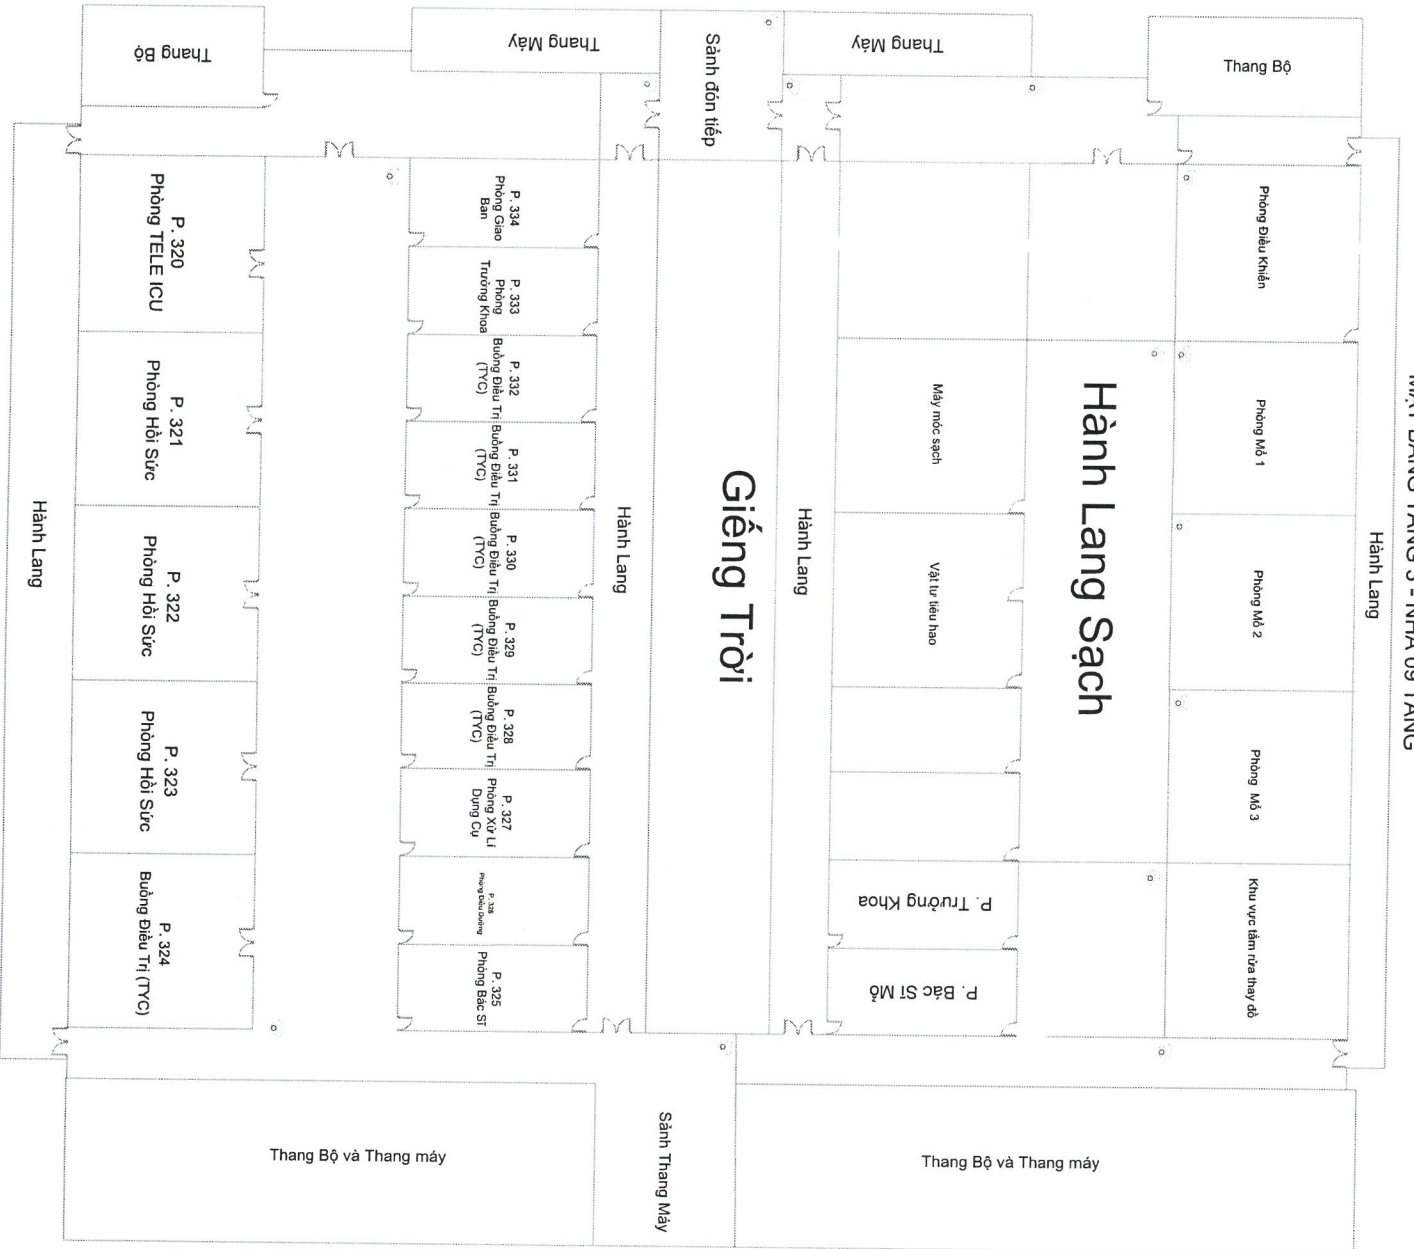 MẶT BẰNG TẦNG 3 - NHÀ 09 TẦNG
Hành Lang
Thang Bộ
Phòng Điều Khiển
Phòng Mổ 1
Phòng Mổ 2
Phòng Mổ 3
Khu vực tắm rửa thay đồ
Hành Lang Sạch
Thang Máy
Máy móc sạch
Vật tư tiêu hao
P. Trưởng Khoa
P. Bác Sĩ Mổ
Thang Bộ và Thang máy
Hành Lang
Sảnh đón tiếp
Giếng Trời
Sảnh Thang Máy
Hành Lang
Thang Máy
P. 334
Phòng Giao
Ban
P. 333
Phòng
Trưởng Khoa
P. 332
Buồng Điều Trị
(TYC)
P. 331
Buồng Điều Trị
(TYC)
P. 330
Buồng Điều Trị
(TYC)
P. 329
Buồng Điều Trị
(TYC)
P. 328
Buồng Điều Trị
(TYC)
P. 327
Phòng Xử Lí
Dụng Cụ
P. 326
Phòng Điều Dưỡng
P. 325
Phòng Bác Sĩ
Thang Bộ và Thang máy
Thang Bộ
P. 320
Phòng TELE ICU
P. 321
Phòng Hồi Sức
P. 322
Phòng Hồi Sức
P. 323
Phòng Hồi Sức
P. 324
Buồng Điều Trị (TYC)
Hành Lang